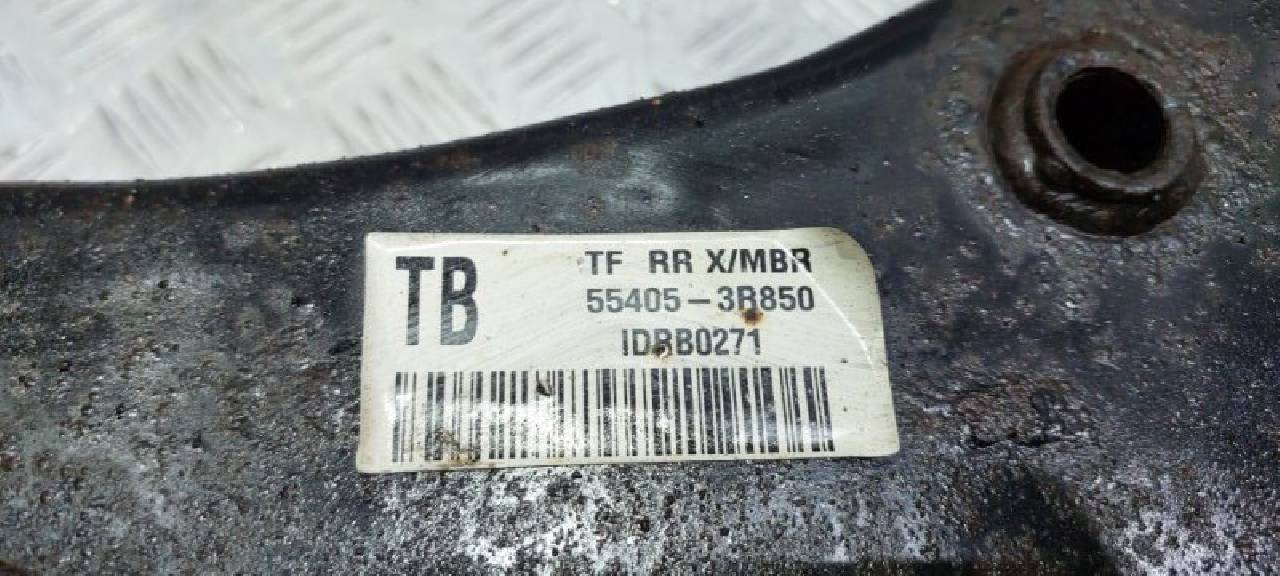 TB
TF RR X/MBR
55405-3R850
IDRB0271